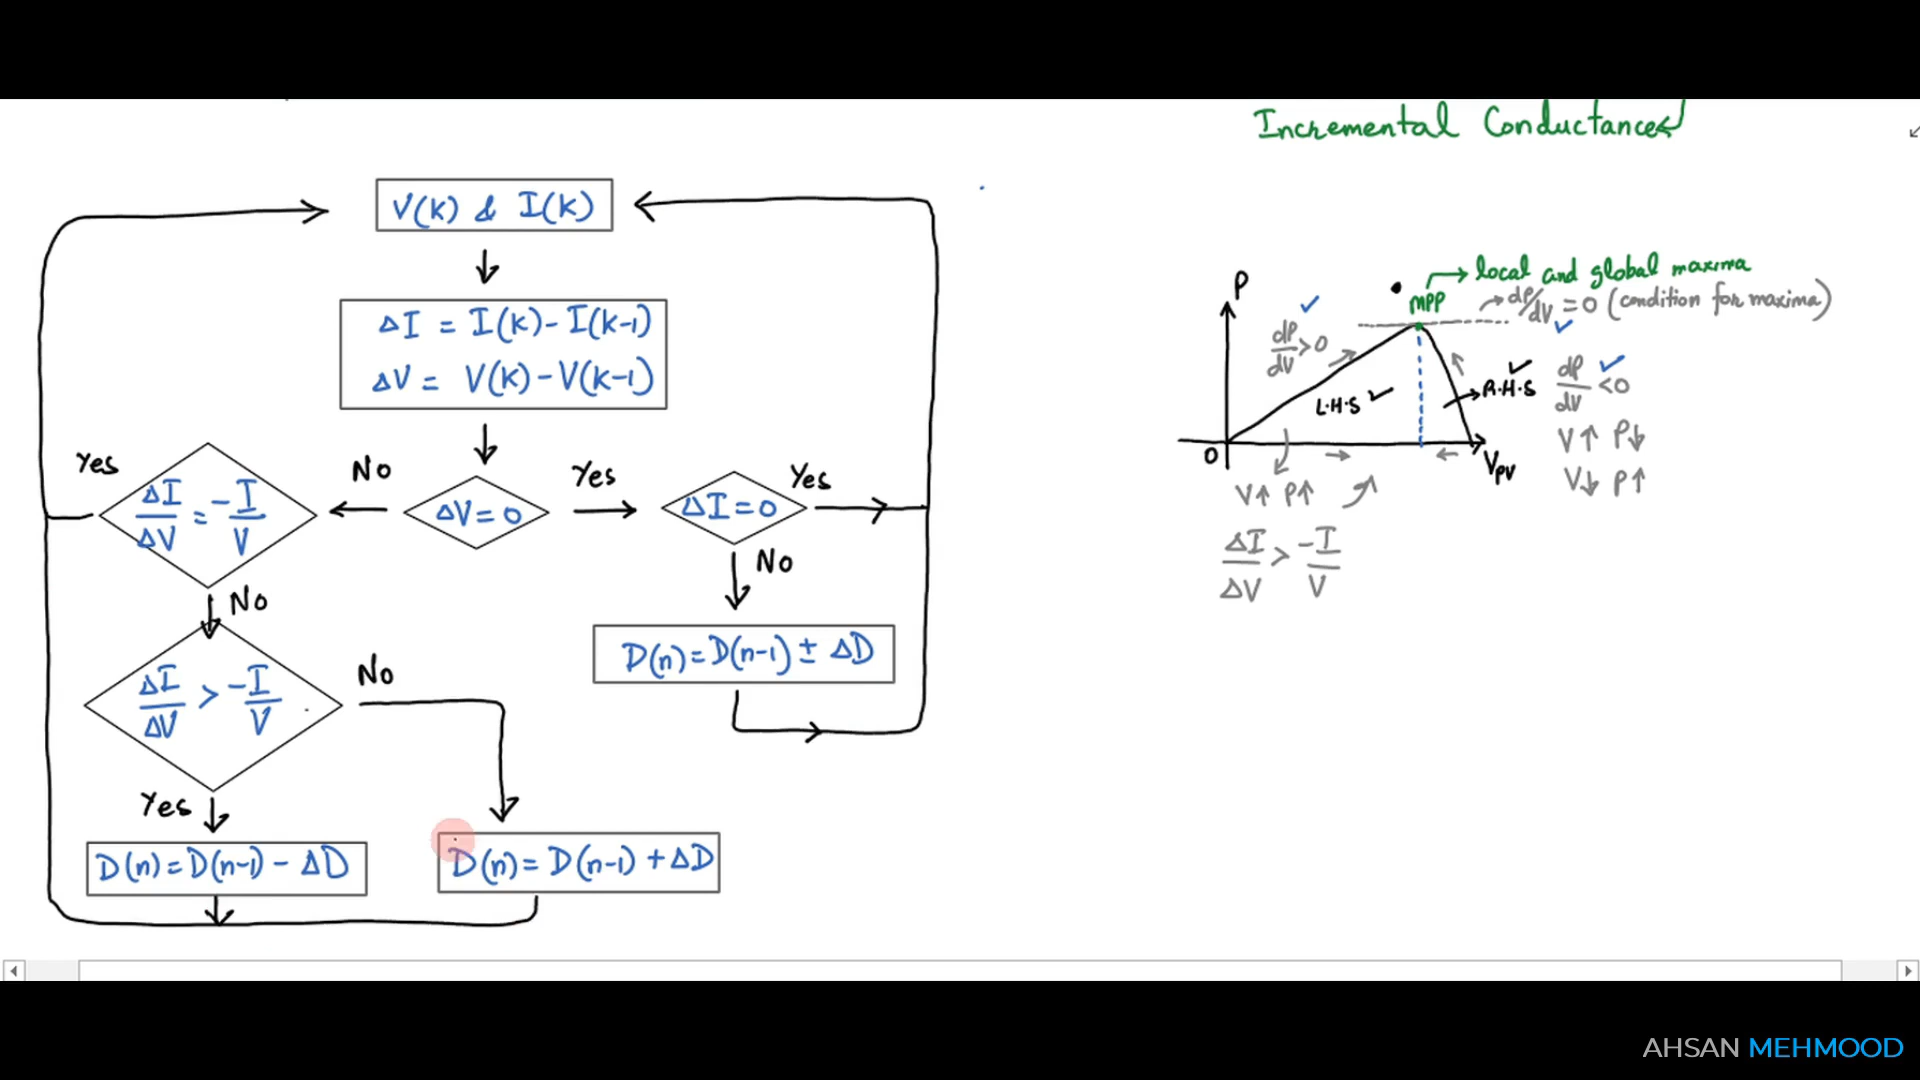 Incremental Conductance
V(k) & I(k)
ΔI = I(k)-I(k-1)
ΔV = V(k)-V(k-1)
Yes
ΔI/ΔV = -I/V
No
ΔV = 0
Yes
ΔI = 0
Yes
No
No
D(n) = D(n-1) ± ΔD
ΔI/ΔV > -I/V
No
Yes
D(n) = D(n-1) - ΔD
D(n) = D(n-1) + ΔD
P
MPP
local and global maxima
dP/dV = 0 (condition for maxima)
dP/dV > 0
L.H.S
R.H.S
dP/dV < 0
V↑ P↓
V↓ P↑
0
Vpv
V↑ P↑
ΔI/ΔV > -I/V
AHSAN MEHMOOD